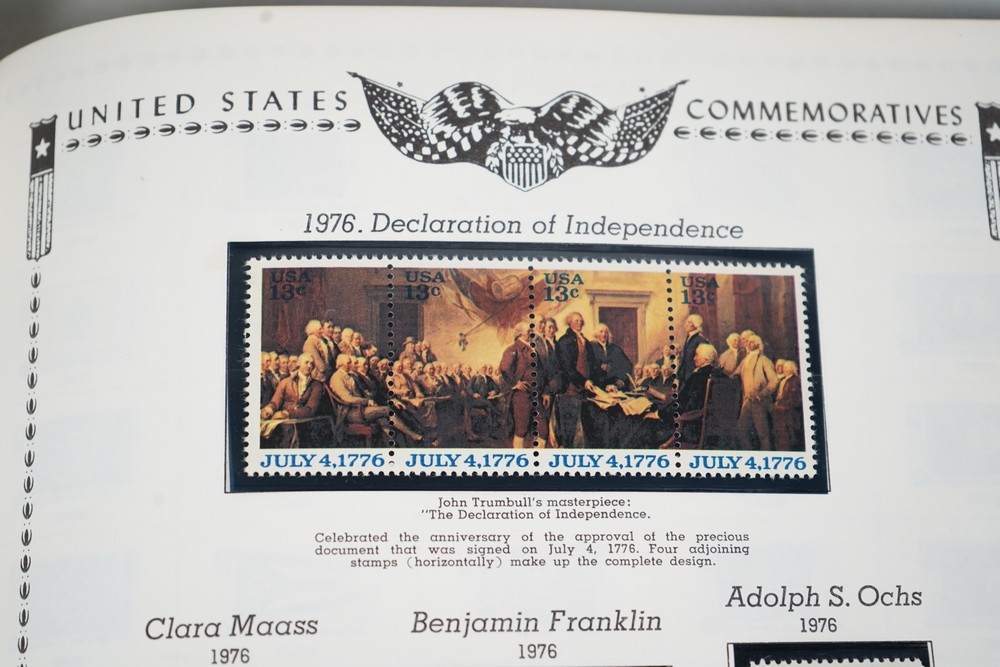 UNITED STATES COMMEMORATIVES
1976. Declaration of Independence
USA USA USA USA
13c 13c 13c 13c
JULY 4,1776 JULY 4,1776 JULY 4,1776 JULY 4,1776
John Trumbull's masterpiece:
"The Declaration of Independence.
Celebrated the anniversary of the approval of the precious
document that was signed on July 4, 1776. Four adjoining
stamps (horizontally) make up the complete design.
Clara Maass Benjamin Franklin Adolph S. Ochs
1976 1976 1976